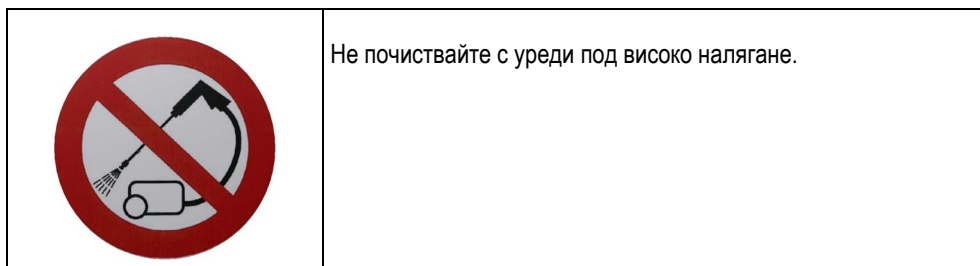 Не почиствайте с уреди под високо налягане.